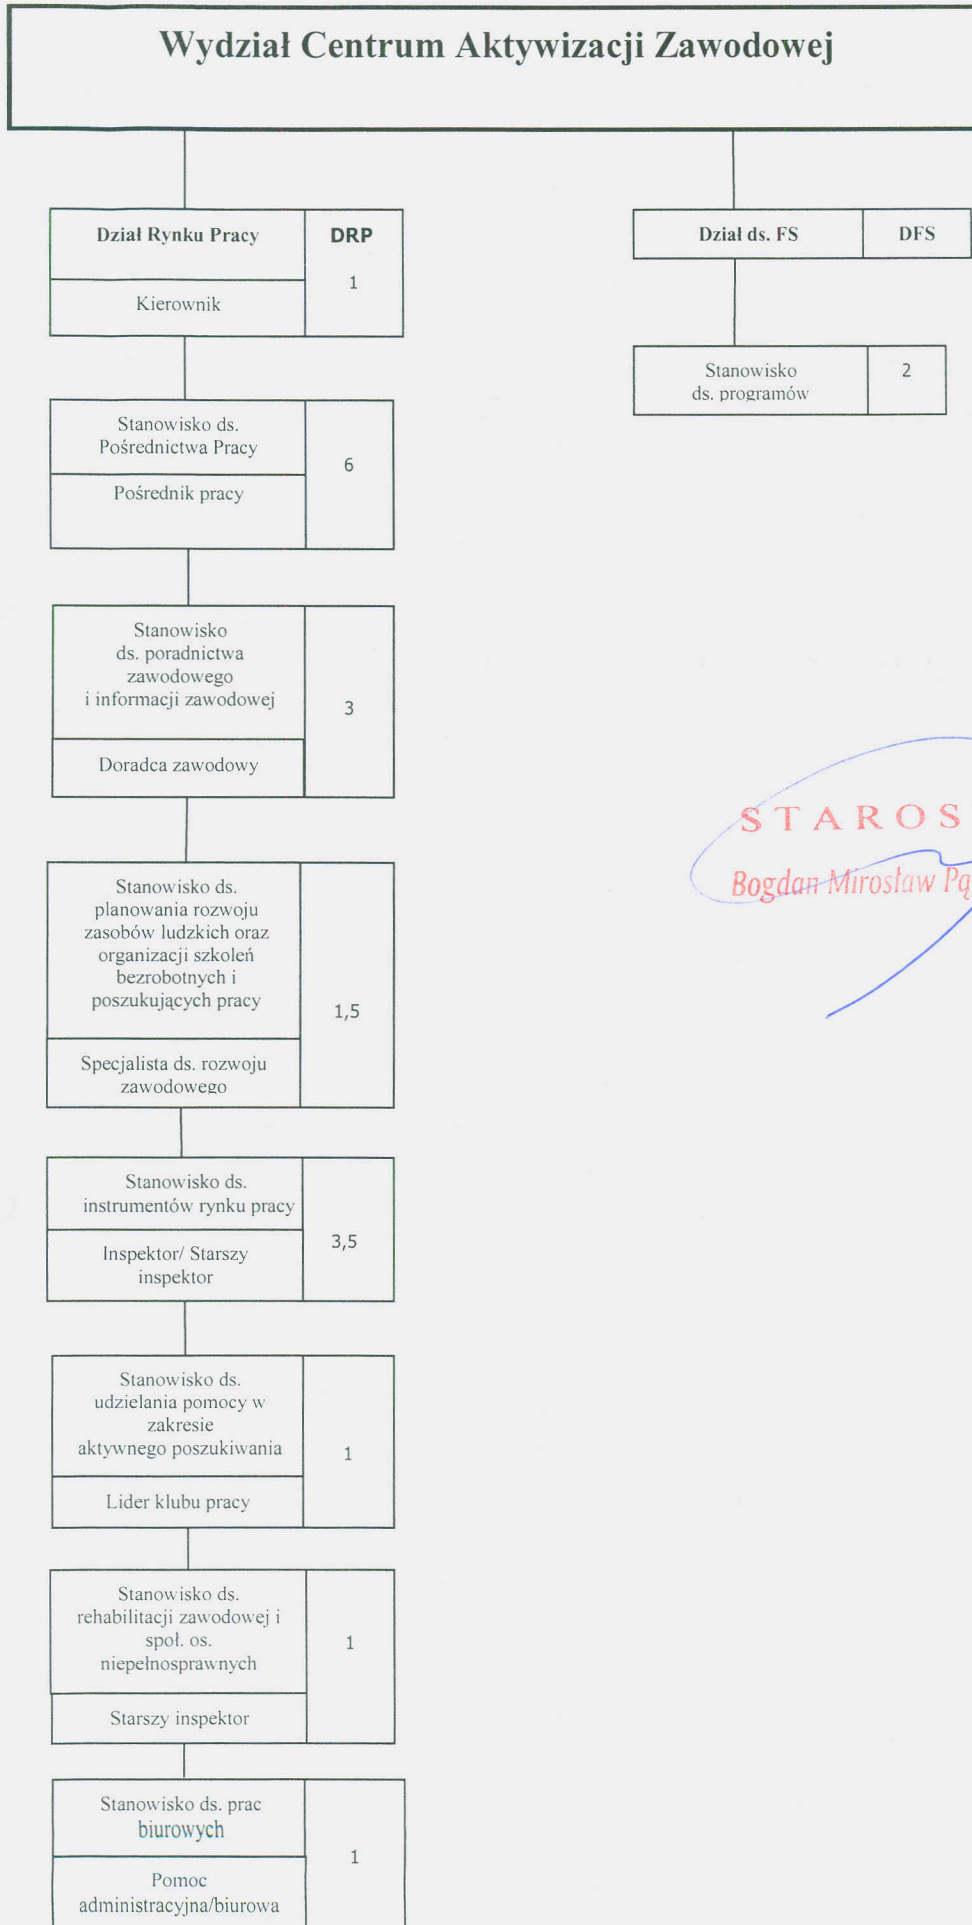 Wydział Centrum Aktywizacji Zawodowej
Dział Rynku Pracy
DRP
1
Kierownik
Stanowisko ds.
Pośrednictwa Pracy
6
Pośrednik pracy
Stanowisko
ds. poradnictwa
zawodowego
i informacji zawodowej
3
Doradca zawodowy
Stanowisko ds.
planowania rozwoju
zasobów ludzkich oraz
organizacji szkoleń
bezrobotnych i
poszukujących pracy
1,5
Specjalista ds. rozwoju
zawodowego
Stanowisko ds.
instrumentów rynku pracy
3,5
Inspektor/ Starszy
inspektor
Stanowisko ds.
udzielania pomocy w
zakresie
aktywnego poszukiwania
1
Lider klubu pracy
Stanowisko ds.
rehabilitacji zawodowej i
społ. os.
niepełnosprawnych
1
Starszy inspektor
Stanowisko ds. prac
biurowych
1
Pomoc
administracyjna/biurowa
Dział ds. FS
DFS
Stanowisko
ds. programów
2
STAROS
Bogdan Mirosław Pą